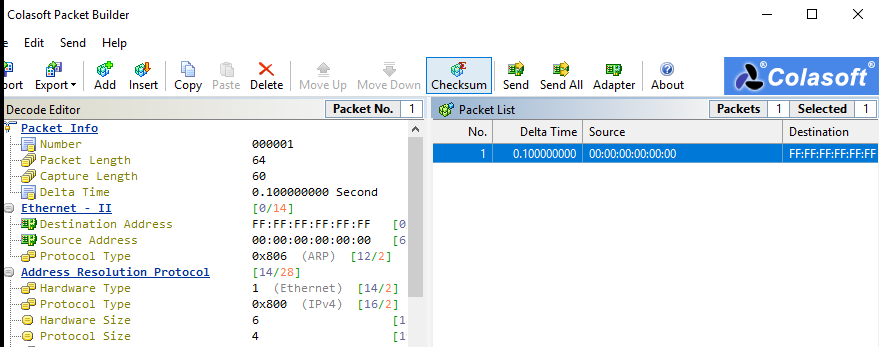 Colasoft Packet Builder
e Edit Send Help
port Export Add Insert Copy Paste Delete Move Up Move Down Checksum Send Send All Adapter About ®Colasoft®
Decode Editor Packet No. 1
Packet List Packets 1 Selected 1
Packet Info
Number 000001
Packet Length 64
Capture Length 60
Delta Time 0.100000000 Second
Ethernet - II [0/14]
Destination Address FF:FF:FF:FF:FF:FF [0
Source Address 00:00:00:00:00:00 [6
Protocol Type 0x806 (ARP) [12/2]
Address Resolution Protocol [14/28]
Hardware Type 1 (Ethernet) [14/2]
Protocol Type 0x800 (IPv4) [16/2]
Hardware Size 6 [1
Protocol Size 4 [1
No. Delta Time Source Destination
1 0.100000000 00:00:00:00:00:00 FF:FF:FF:FF:FF:FF